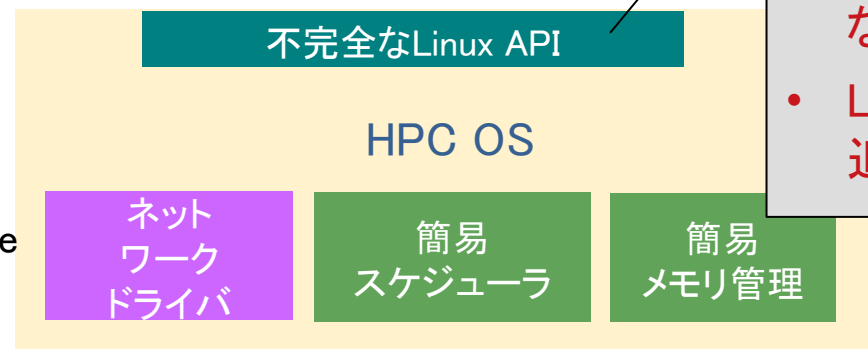 不完全なLinux API
な
• L
HPC OS
e
ネット
ワーク
ドライバ
簡易
スケジューラ
簡易
メモリ管理